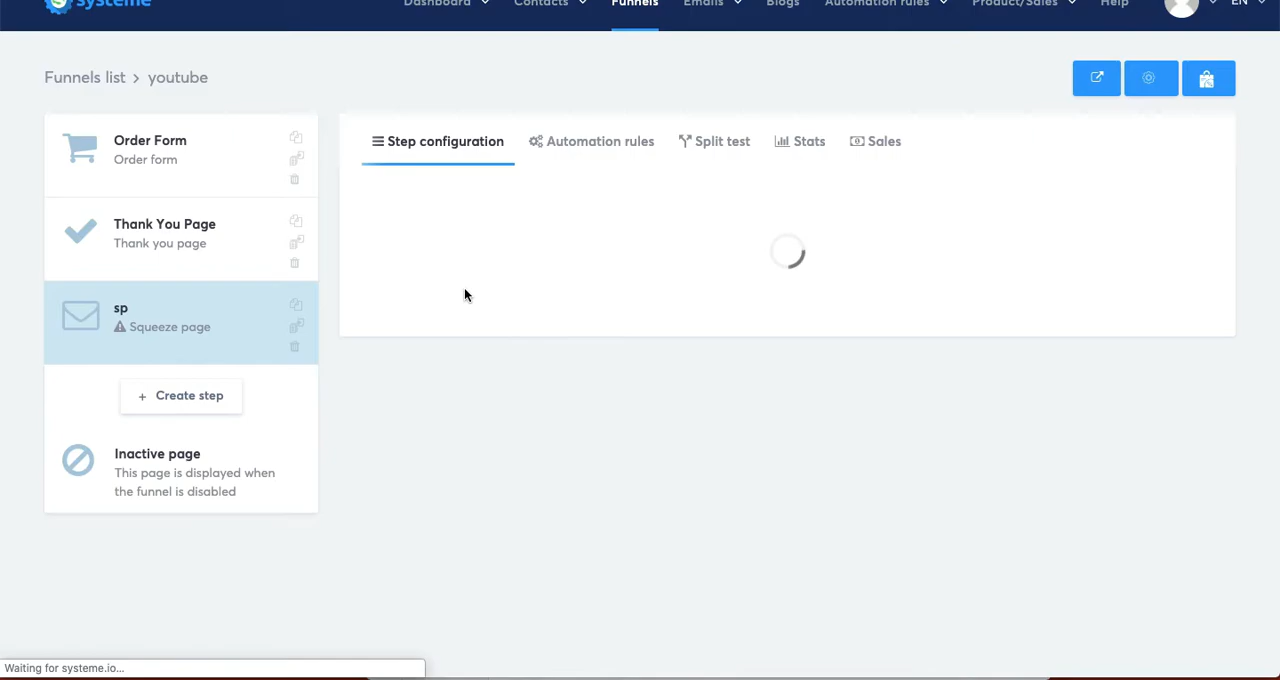 systeme
Dashboard Contacts Funnels Emails Blogs Automation rules Product/Sales Help EN
Funnels list > youtube
Order Form
Order form
Thank You Page
Thank you page
sp
Squeeze page
+ Create step
Inactive page
This page is displayed when
the funnel is disabled
Step configuration Automation rules Split test Stats Sales
Waiting for systeme.io...